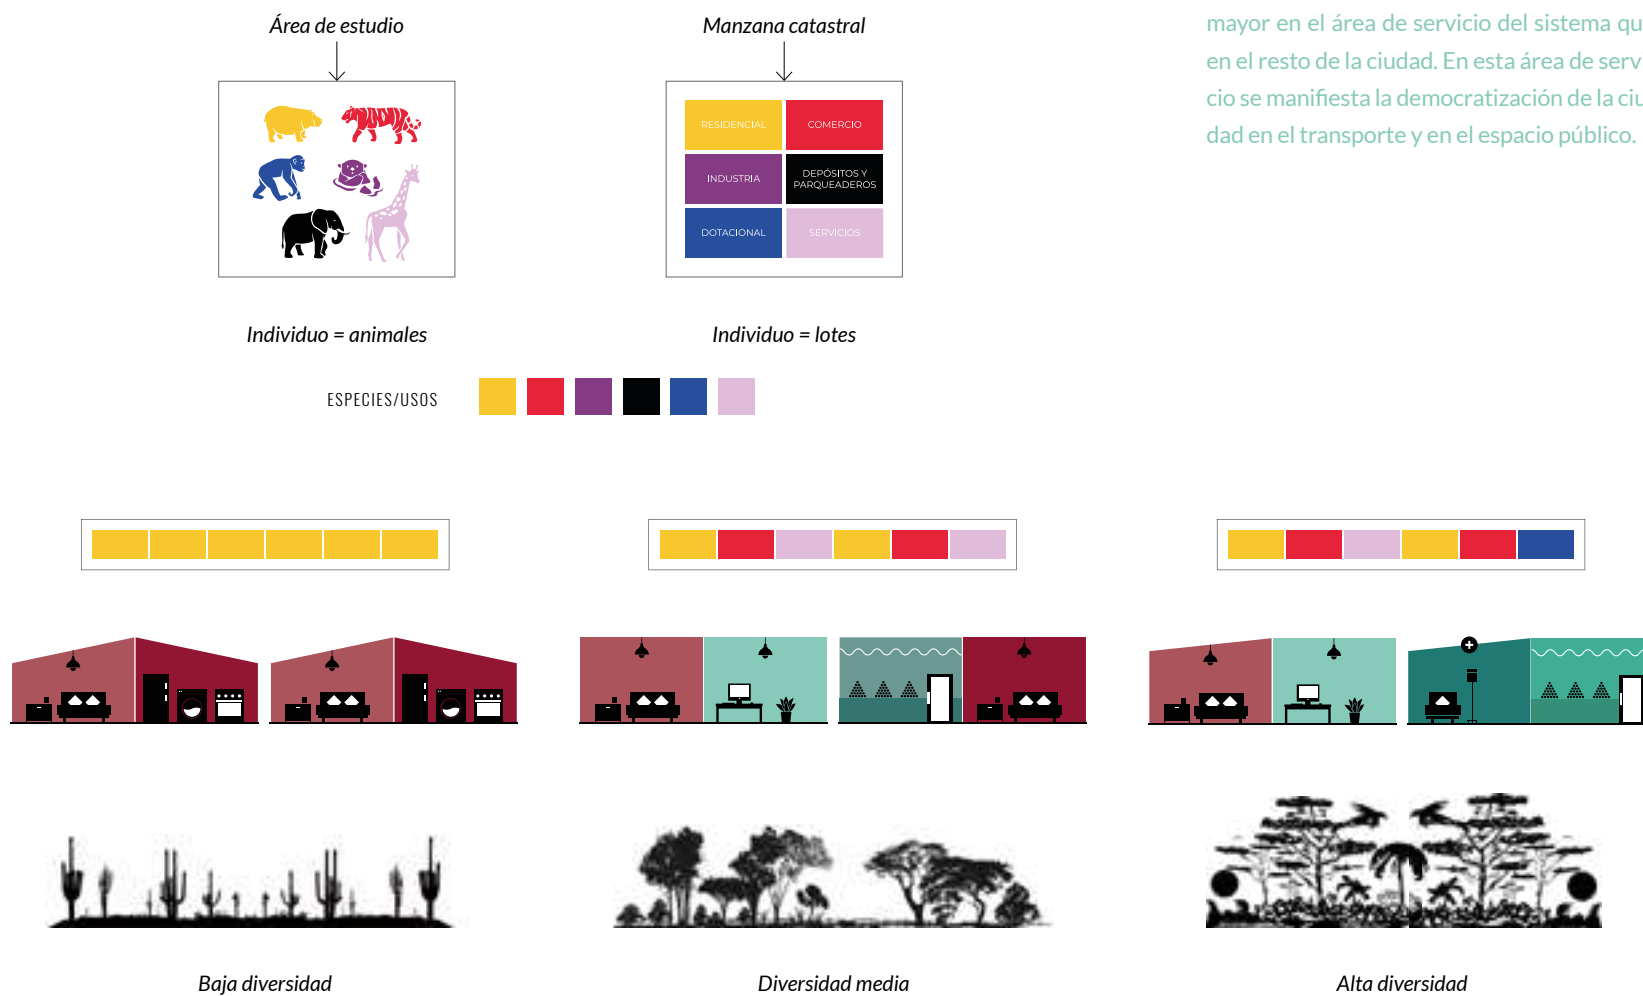 Área de estudio
Manzana catastral
mayor en el área de servicio del sistema qu
en el resto de la ciudad. En esta área de servi
cio se manifiesta la democratización de la ciu
dad en el transporte y en el espacio público.
RESIDENCIAL
COMERCIO
INDUSTRIA
DEPÓSITOS Y
PARQUEADEROS
DOTACIONAL
SERVICIOS
Individuo = animales
Individuo = lotes
ESPECIES/USOS
Baja diversidad
Diversidad media
Alta diversidad